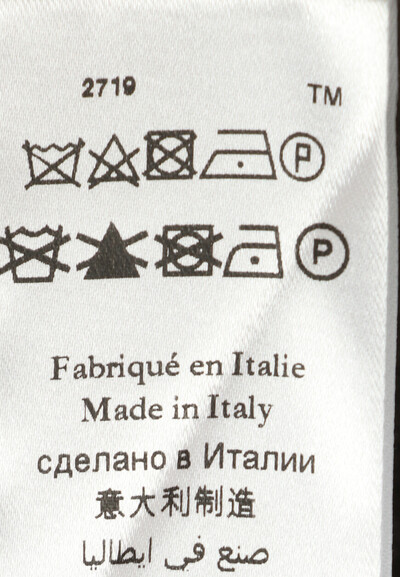 2719
TM
P
P
Fabriqué en Italie
Made in Italy
сделано в Италии
意大利制造
صنع في ايطاليا